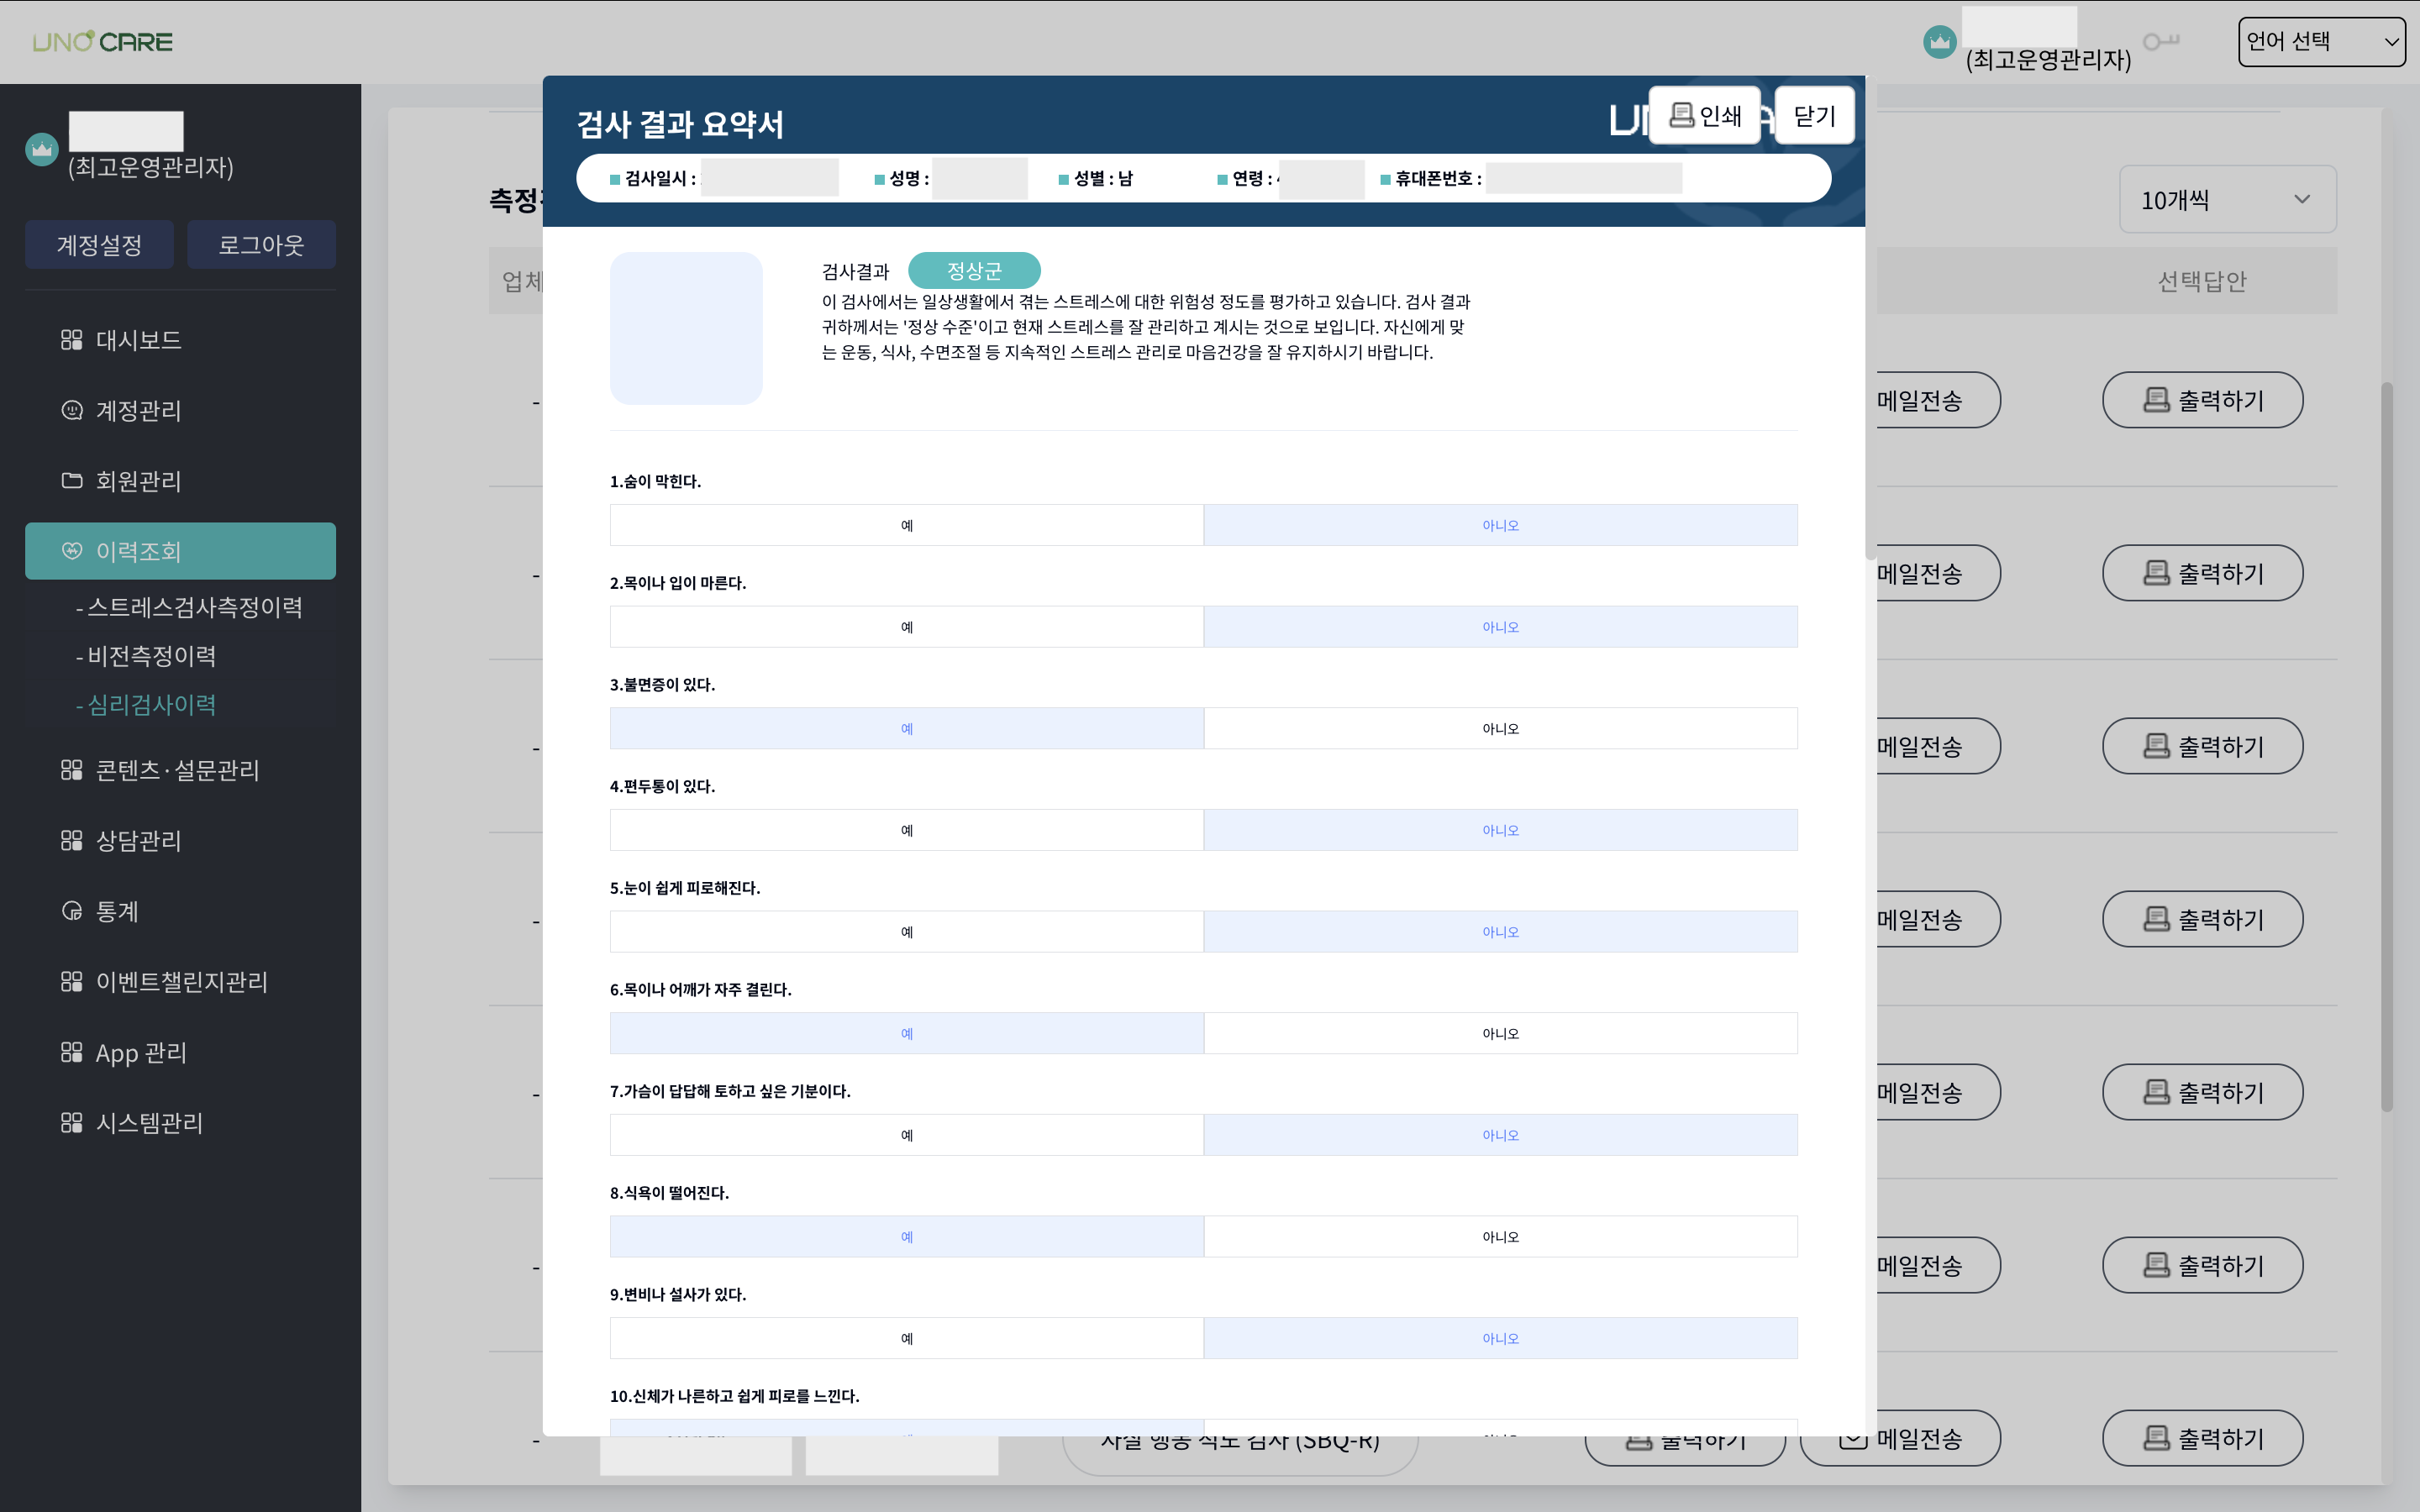 UNO CARE
(최고운영관리자)
언어 선택
(최고운영관리자)
계정설정
로그아웃
대시보드
계정관리
회원관리
이력조회
- 스트레스검사측정이력
- 비전측정이력
- 심리검사이력
콘텐츠·설문관리
상담관리
통계
이벤트챌린지관리
App 관리
시스템관리
검사 결과 요약서
인쇄
닫기
검사일시 :
성명 :
성별 : 남
연령 :
휴대폰번호 :
검사결과
정상군
이 검사에서는 일상생활에서 겪는 스트레스에 대한 위험성 정도를 평가하고 있습니다. 검사 결과
귀하께서는 '정상 수준'이고 현재 스트레스를 잘 관리하고 계시는 것으로 보입니다. 자신에게 맞
는 운동, 식사, 수면조절 등 지속적인 스트레스 관리로 마음건강을 잘 유지하시기 바랍니다.
1.숨이 막힌다.
예 아니오
2.목이나 입이 마른다.
예 아니오
3.불면증이 있다.
예 아니오
4.편두통이 있다.
예 아니오
5.눈이 쉽게 피로해진다.
예 아니오
6.목이나 어깨가 자주 결린다.
예 아니오
7.가슴이 답답해 토하고 싶은 기분이다.
예 아니오
8.식욕이 떨어진다.
예 아니오
9.변비나 설사가 있다.
예 아니오
10.신체가 나른하고 쉽게 피로를 느낀다.
측정
업체
10개씩
선택답안
- 메일전송 출력하기
- 메일전송 출력하기
- 메일전송 출력하기
- 메일전송 출력하기
- 메일전송 출력하기
- 메일전송 출력하기
- 자살 행동 척도 검사 (SBQ-R) 출력하기 메일전송 출력하기